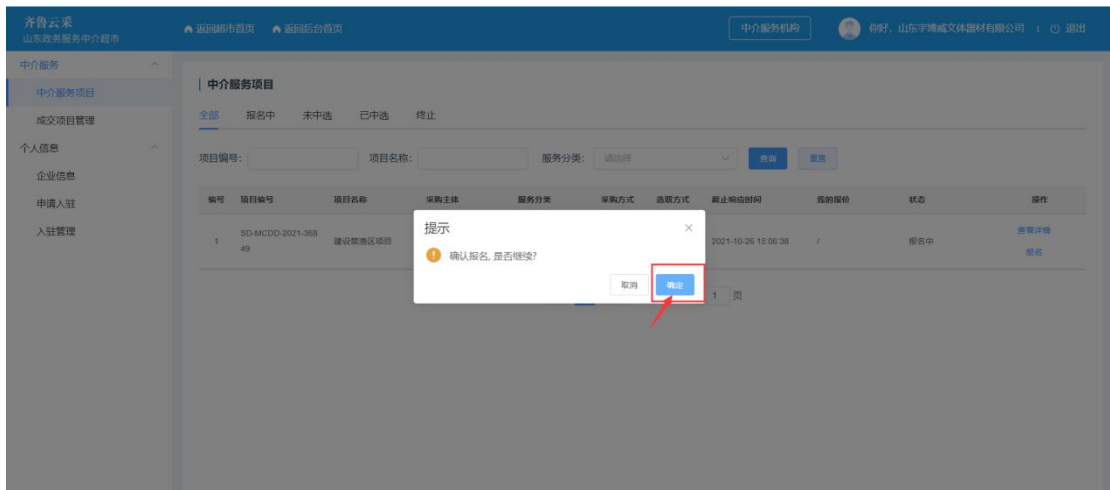 齐鲁云采
山东政务服务中介超市
返回超市首页 返回后台首页 中介服务机构 你好，山东宇博威文体器材有限公司 退出
中介服务
中介服务项目
成交项目管理
个人信息
企业信息
申请入驻
入驻管理
中介服务项目
全部 报名中 未中选 已中选 终止
项目编号： 项目名称： 服务分类： 请选择 查询 重置
编号 项目编号 项目名称 采购主体 服务分类 采购方式 选取方式 截止响应时间 我的报价 状态 操作
1 SD-MCDD-2021-368
49 建设禁渔区项目 2021-10-26 15:06:38 / 报名中 查看详情
报名
提示
确认报名, 是否继续?
取消 确定
1 页